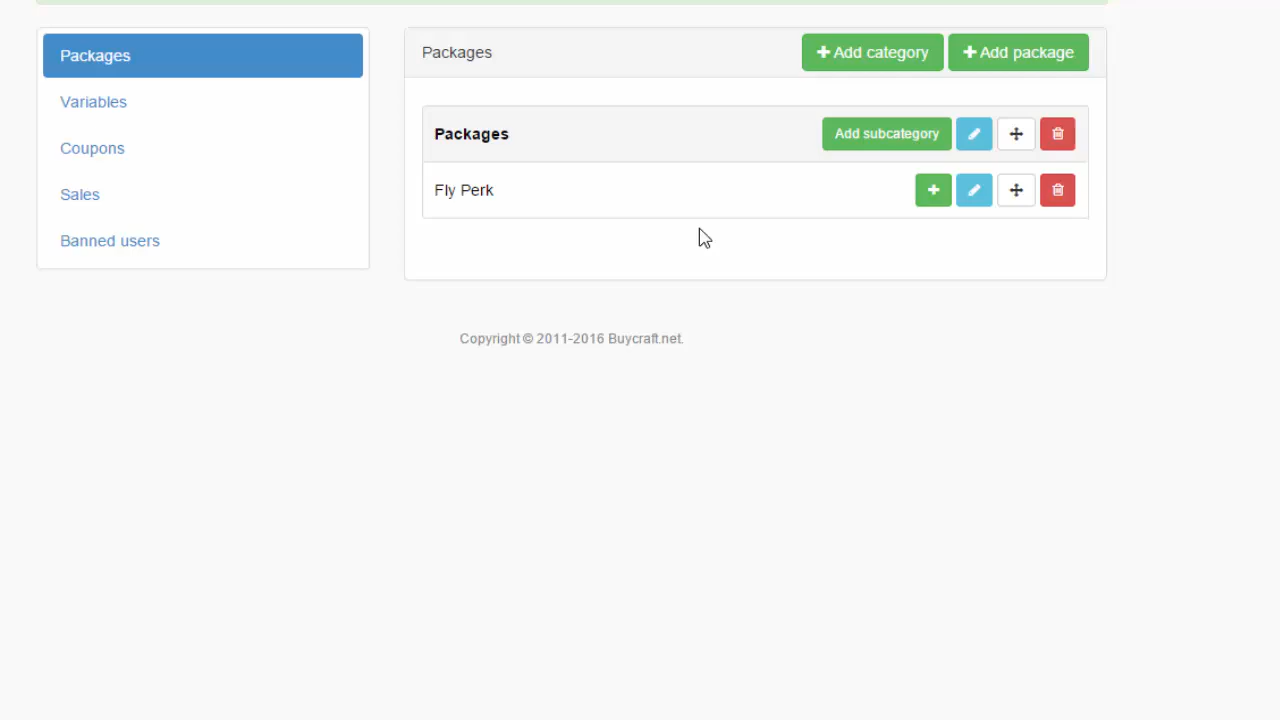 Packages
Variables
Coupons
Sales
Banned users
Packages
Add category
Add package
Packages
Add subcategory
Fly Perk
Copyright © 2011-2016 Buycraft.net.